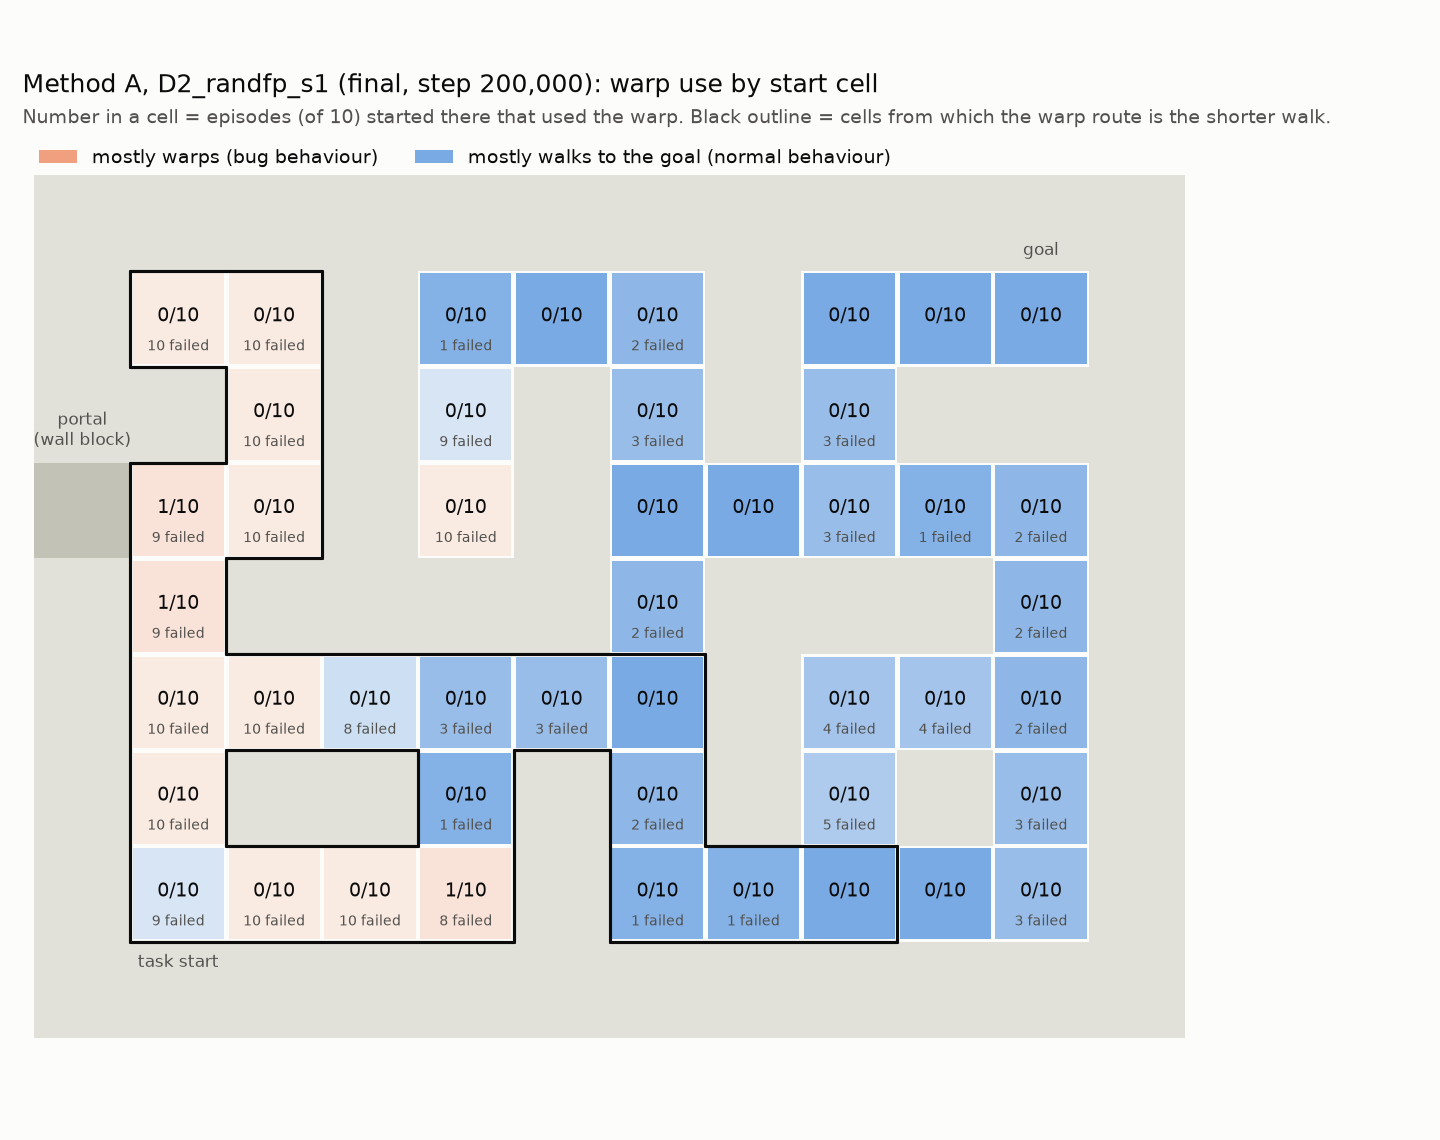 Method A, D2_randfp_s1 (final, step 200,000): warp use by start cell
Number in a cell = episodes (of 10) started there that used the warp. Black outline = cells from which the warp route is the shorter walk.
mostly warps (bug behaviour) mostly walks to the goal (normal behaviour)
goal
0/10 0/10 0/10 0/10 0/10 0/10 0/10 0/10
10 failed 10 failed 1 failed 2 failed
0/10 0/10 0/10 0/10
portal
(wall block)
10 failed 9 failed 3 failed 3 failed
1/10 0/10 0/10 0/10 0/10 0/10 0/10 0/10
9 failed 10 failed 10 failed 3 failed 1 failed 2 failed
1/10 0/10 0/10
9 failed 2 failed 2 failed
0/10 0/10 0/10 0/10 0/10 0/10 0/10 0/10 0/10
10 failed 10 failed 8 failed 3 failed 3 failed 4 failed 4 failed 2 failed
0/10 0/10 0/10 0/10 0/10
10 failed 1 failed 2 failed 5 failed 3 failed
0/10 0/10 0/10 1/10 0/10 0/10 0/10 0/10 0/10
9 failed 10 failed 10 failed 8 failed 1 failed 1 failed 3 failed
task start